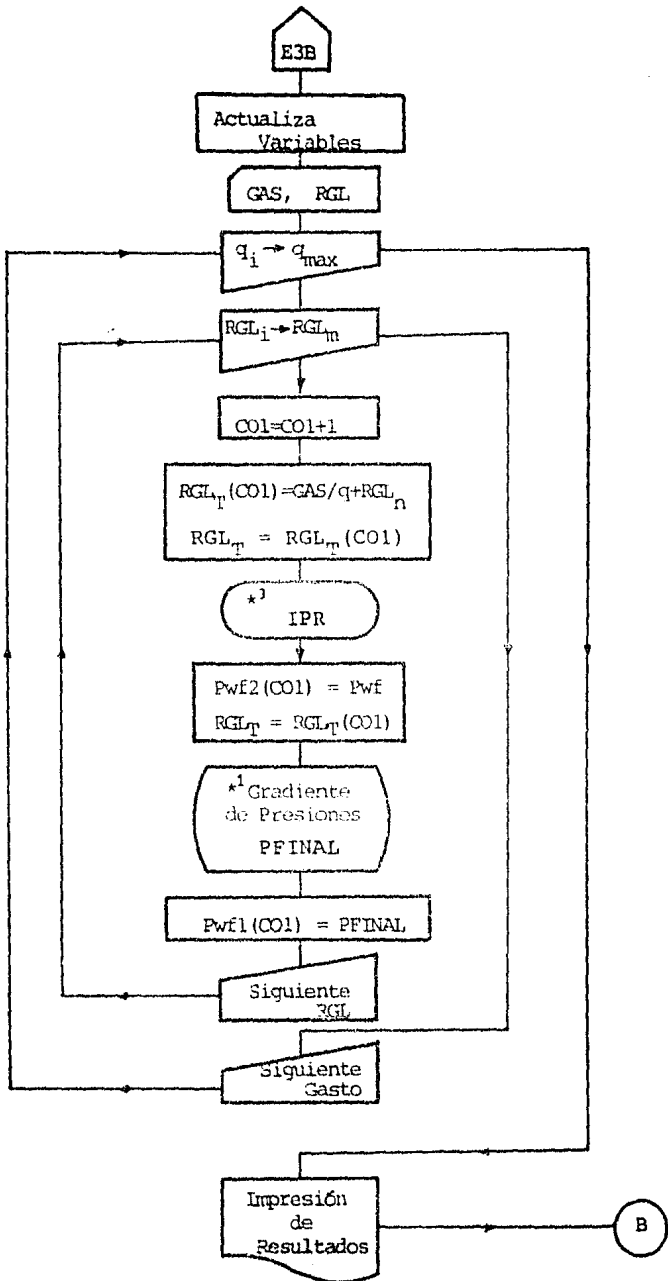 E3B
Actualiza
Variables
GAS, RGL
q_i → q_max
RGL_i → RGL_m
CO1=CO1+1
RGL_T(CO1)=GAS/q+RGL_n
RGL_T = RGL_T(CO1)
*³
IPR
Pwf2(CO1) = Pwf
RGL_T = RGL_T(CO1)
*¹ Gradiente
de Presiones
PFINAL
Pwf1(CO1) = PFINAL
Siguiente
RGL
Siguiente
Gasto
Impresión
de
Resultados
B